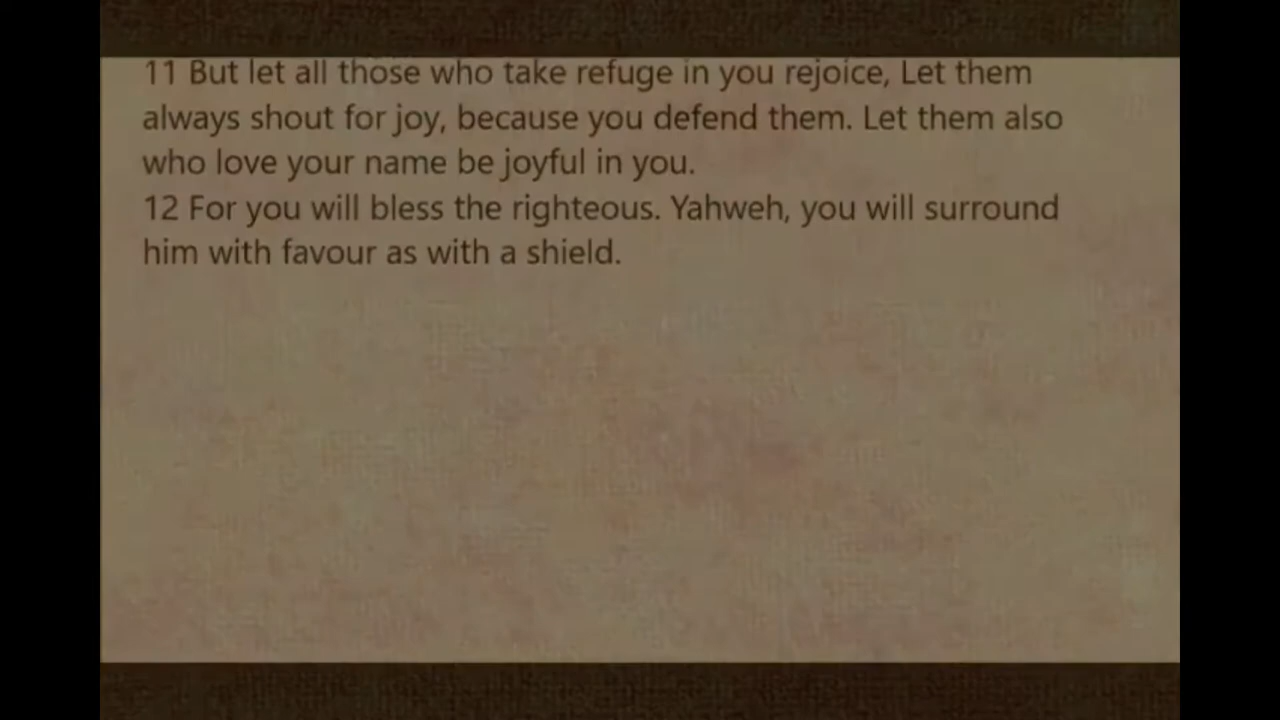 11 But let all those who take refuge in you rejoice, Let them
always shout for joy, because you defend them. Let them also
who love your name be joyful in you.
12 For you will bless the righteous. Yahweh, you will surround
him with favour as with a shield.